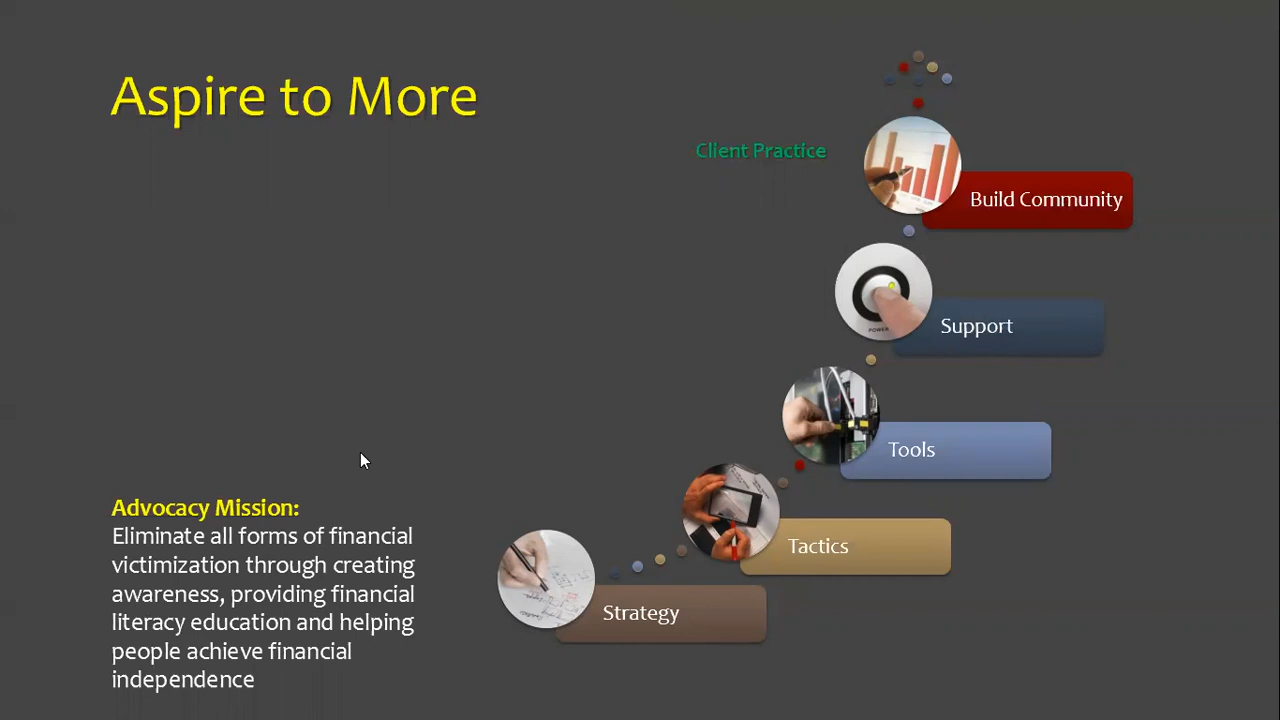 Aspire to More
Client Practice
Build Community
Support
Tools
Tactics
Strategy
Advocacy Mission:
Eliminate all forms of financial
victimization through creating
awareness, providing financial
literacy education and helping
people achieve financial
independence